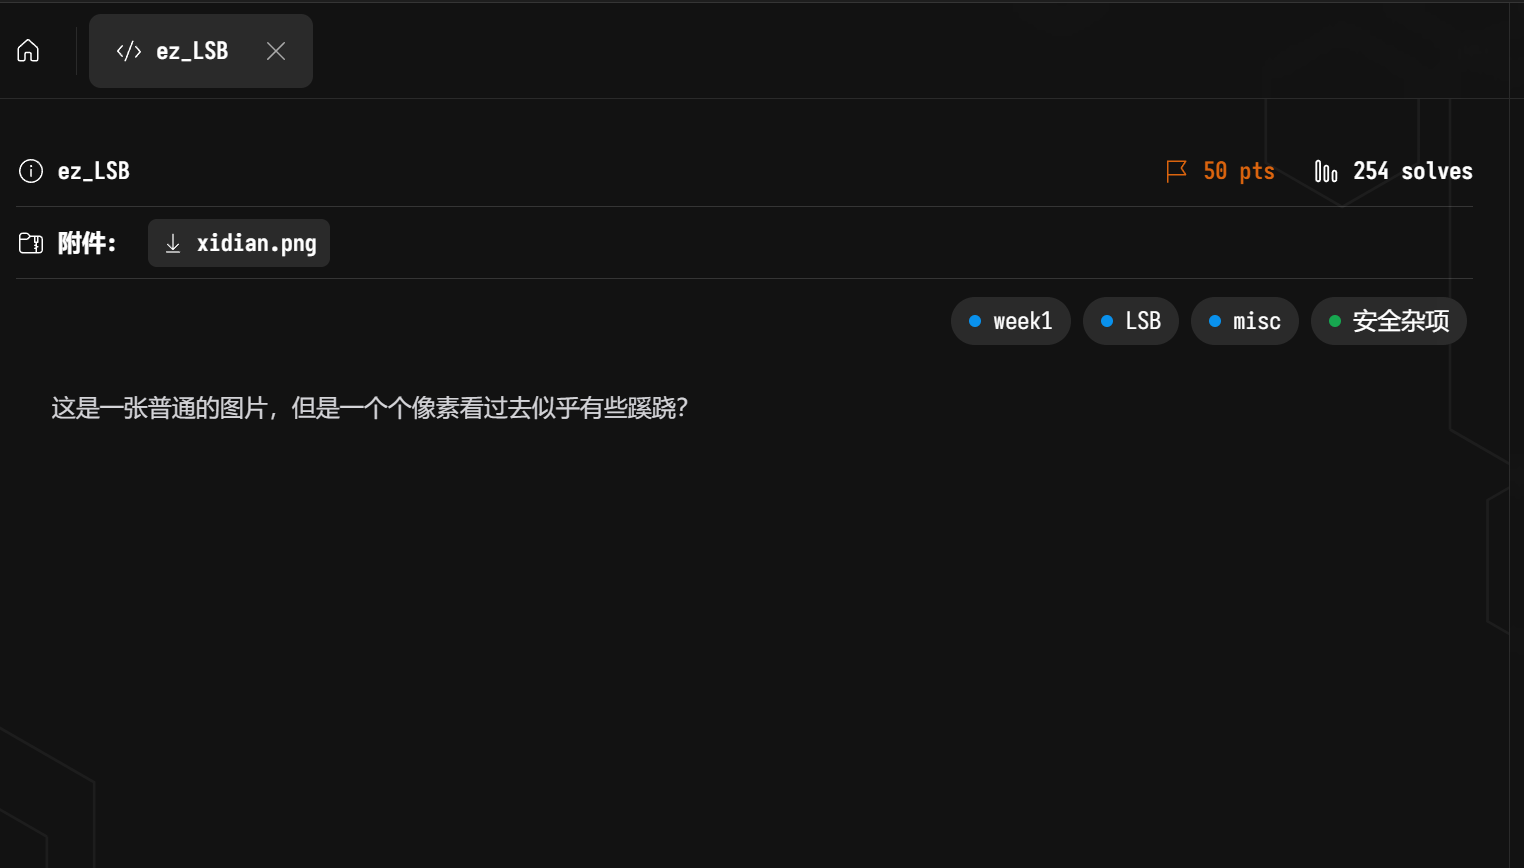 ez_LSB
ez_LSB 50 pts 254 solves
附件: xidian.png
week1 LSB misc 安全杂项
这是一张普通的图片，但是一个个像素看过去似乎有些蹊跷？